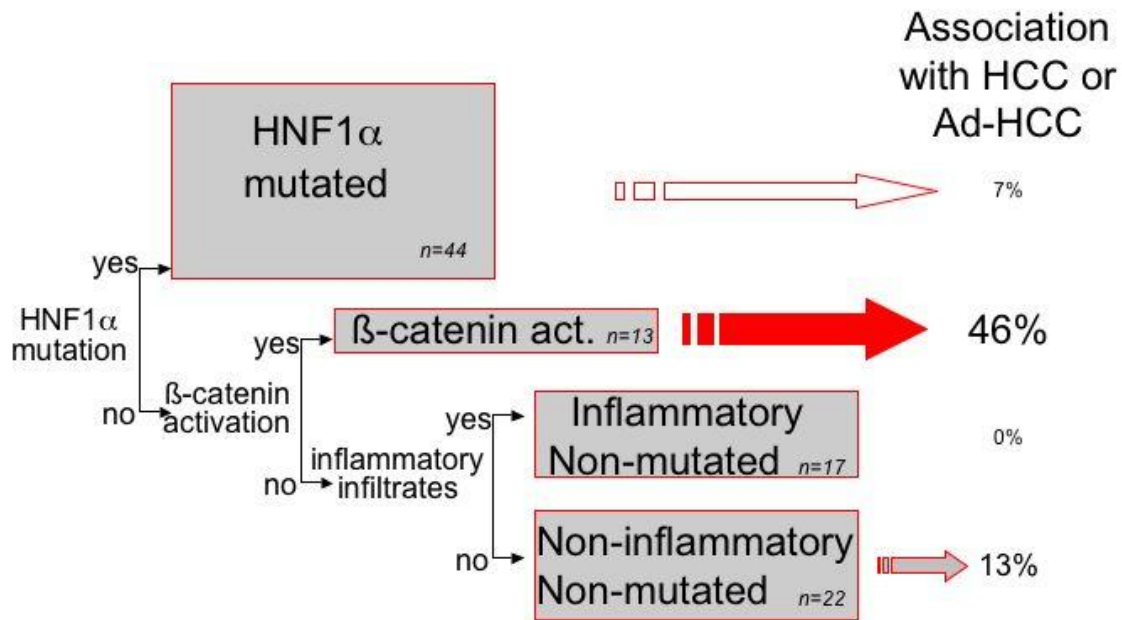 Association
with HCC or
Ad-HCC
HNF1α
mutated
n=44
7%
yes
HNF1α
mutation
no
ß-catenin
activation
yes
ß-catenin act. n=13
46%
no
inflammatory
infiltrates
yes
Inflammatory
Non-mutated n=17
0%
no
Non-inflammatory
Non-mutated n=22
13%